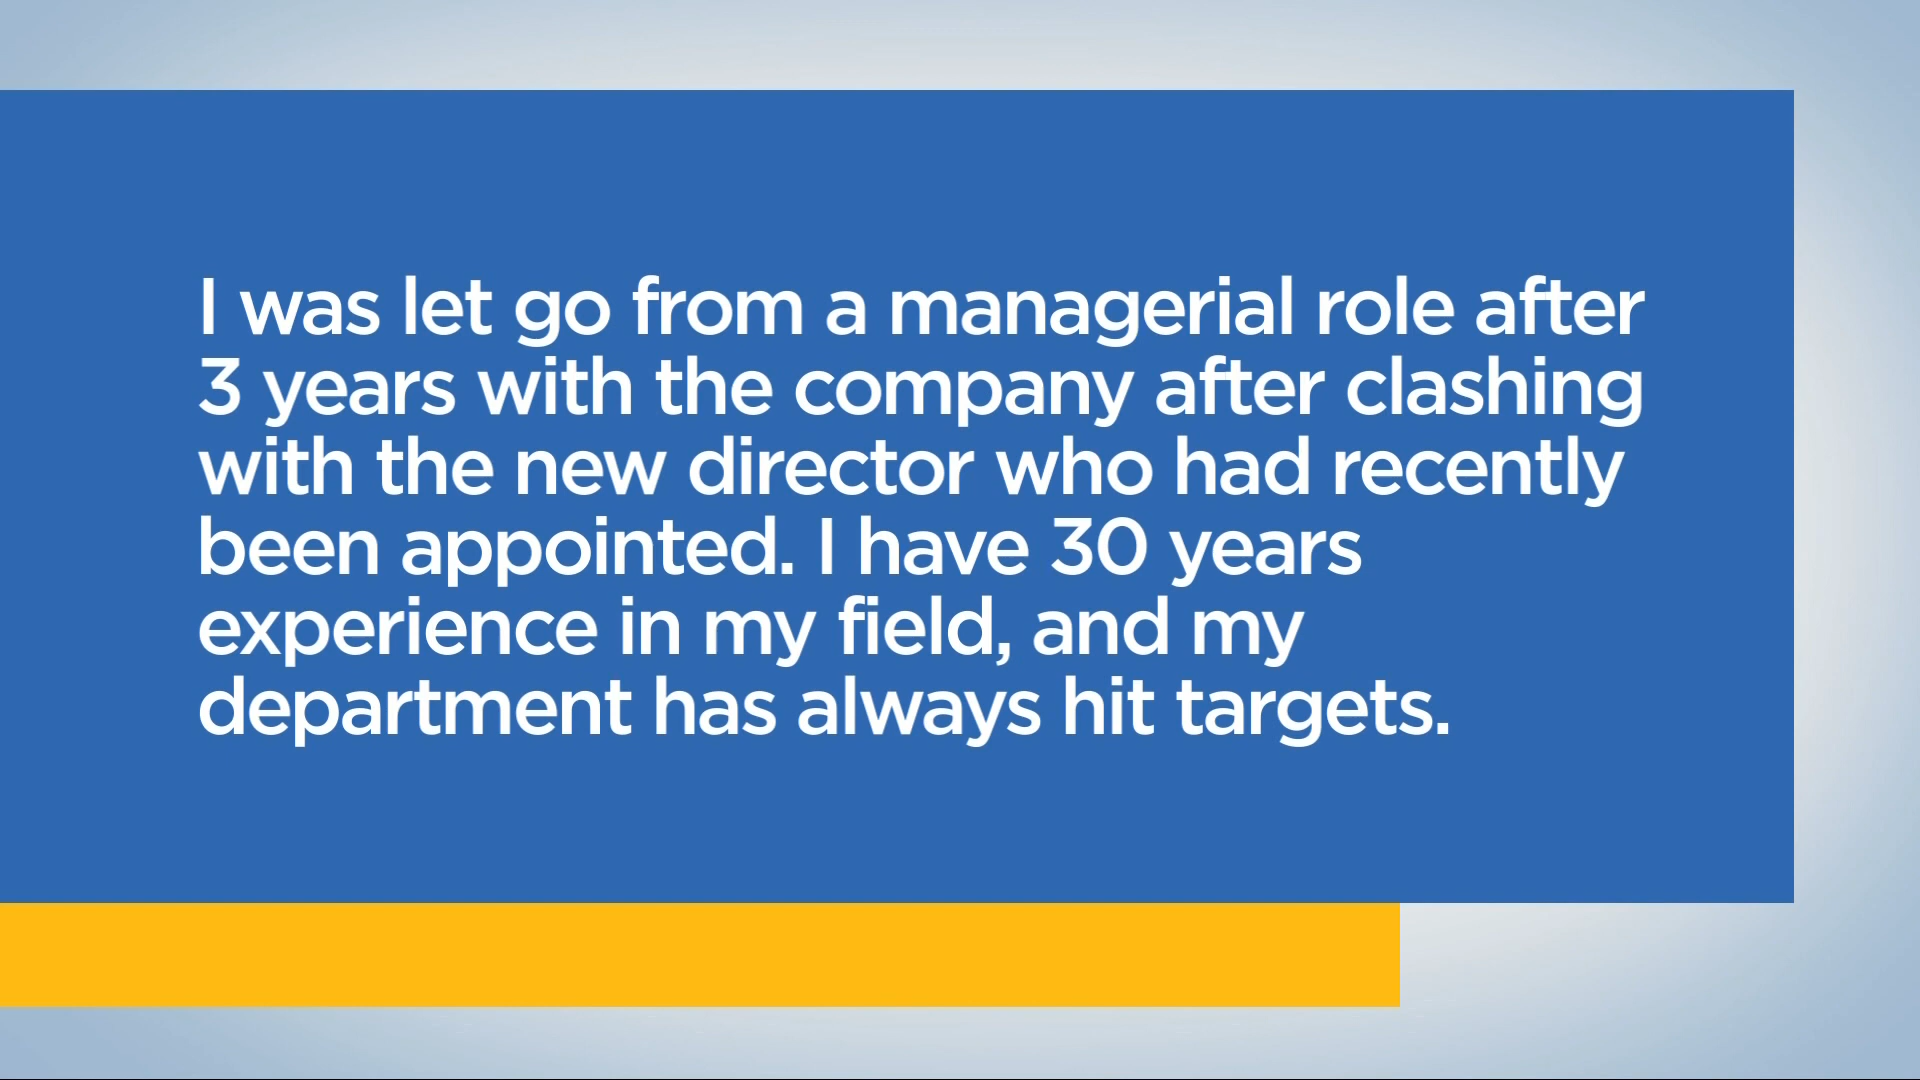 I was let go from a managerial role after
3 years with the company after clashing
with the new director who had recently
been appointed. I have 30 years
experience in my field, and my
department has always hit targets.